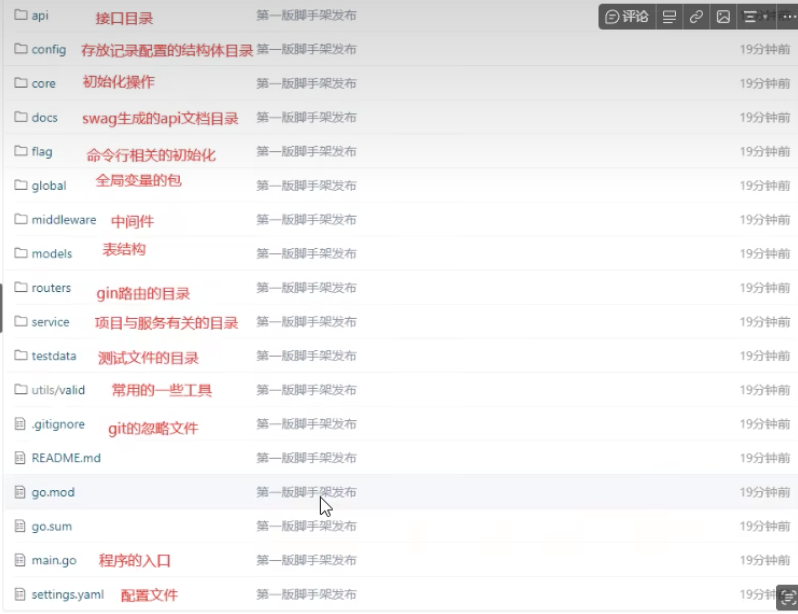 评论
api 接口目录 第一版脚手架发布
config 存放记录配置的结构体目录 第一版脚手架发布 19分钟前
core 初始化操作 第一版脚手架发布 19分钟前
docs swag生成的api文档目录 第一版脚手架发布 19分钟前
flag 命令行相关的初始化 第一版脚手架发布 19分钟前
global 全局变量的包 第一版脚手架发布 19分钟前
middleware 中间件 第一版脚手架发布 19分钟前
models 表结构 第一版脚手架发布 19分钟前
routers gin路由的目录 第一版脚手架发布 19分钟前
service 项目与服务有关的目录 第一版脚手架发布 19分钟前
testdata 测试文件的目录 第一版脚手架发布 19分钟前
utils/valid 常用的一些工具 第一版脚手架发布 19分钟前
.gitignore git的忽略文件 第一版脚手架发布 19分钟前
README.md 第一版脚手架发布 19分钟前
go.mod 第一版脚手架发布 19分钟前
go.sum 第一版脚手架发布 19分钟前
main.go 程序的入口 第一版脚手架发布 19分钟前
settings.yaml 配置文件 第一版脚手架发布 19分钟